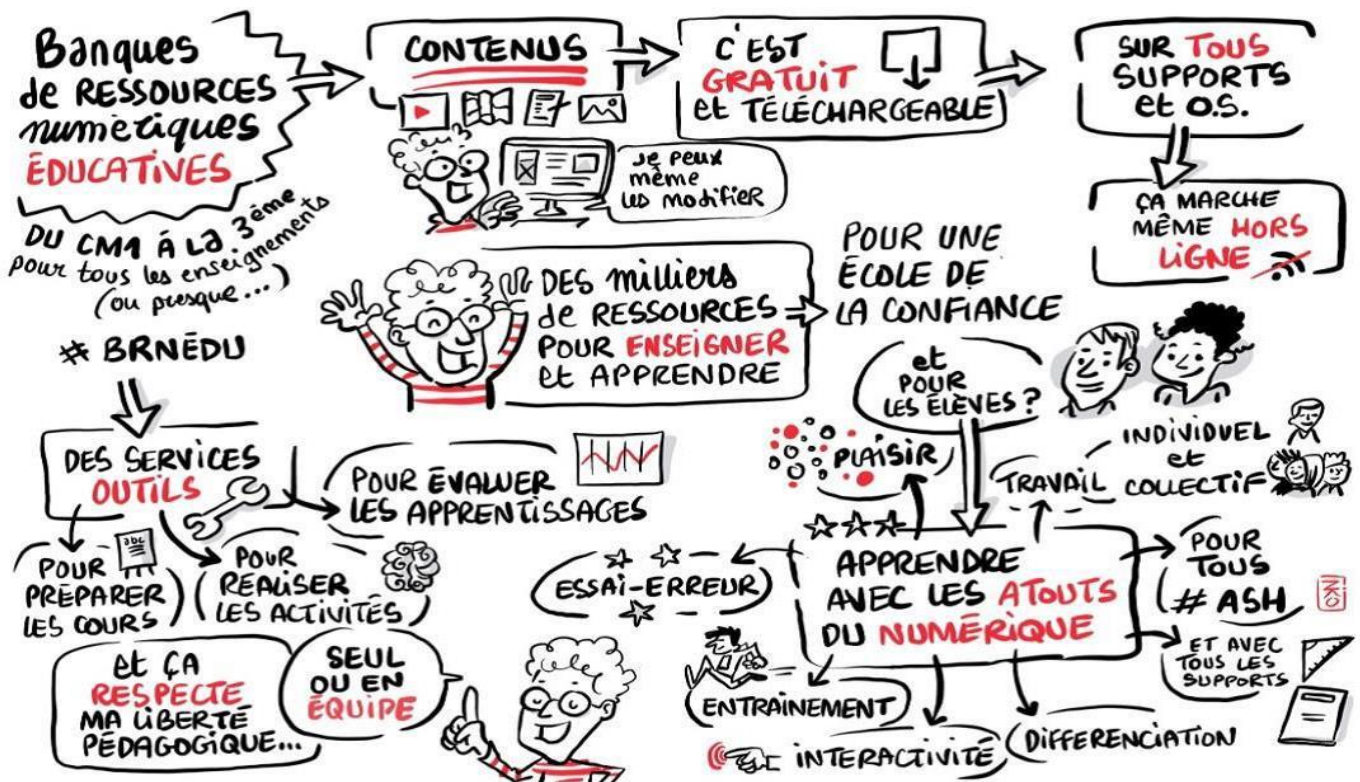 Banques
de RESSOURCES
numériques
ÉDUCATIVES
DU CM1 À La 3ème
pour tous les enseignements
(ou presque...)
# BRNÉDU
CONTENUS
Je peux
même
les modifier
C'EST
GRATUIT
et TÉLÉCHARGEABLE
SUR TOUS
SUPPORTS
et O.S.
ÇA MARCHE
MÊME HORS
LIGNE
DES milliers
de RESSOURCES
POUR ENSEIGNER
et APPRENDRE
POUR UNE
ÉCOLE DE
LA CONFIANCE
et
POUR
LES ÉLÈVES ?
DES SERVICES
OUTILS
POUR ÉVALUER
LES APPRENTISSAGES
abc
POUR
PRÉPARER
LES COURS
POUR
RÉALISER
LES ACTIVITÉS
et ÇA
RESPECTE
MA LIBERTÉ
PÉDAGOGIQUE...
SEUL
OU EN
ÉQUIPE
PLAISIR
TRAVAIL
INDIVIDUEL
et
COLLECTIF
APPRENDRE
AVEC LES ATOUTS
DU NUMÉRIQUE
ESSAI-ERREUR
POUR
TOUS
# ASH
ET AVEC
TOUS LES
SUPPORTS
ENTRAINEMENT
INTERACTIVITÉ
DIFFERENCIATION